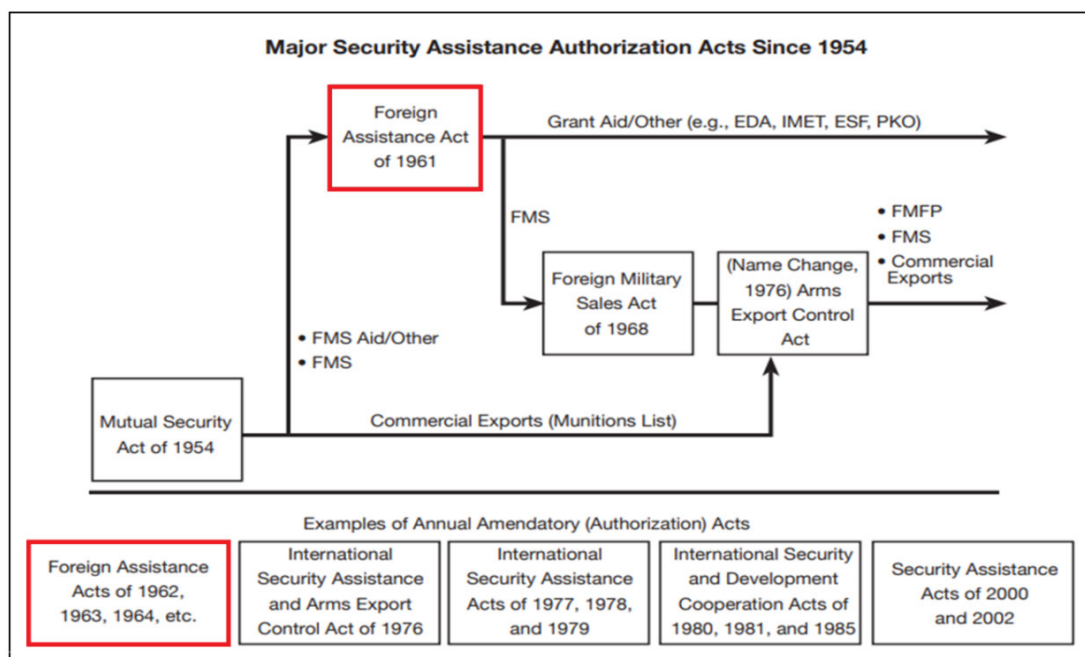 Major Security Assistance Authorization Acts Since 1954
Foreign
Assistance Act
of 1961
Grant Aid/Other (e.g., EDA, IMET, ESF, PKO)
FMS
• FMFP
• FMS
• Commercial
Exports
Foreign Military
Sales Act
of 1968
(Name Change,
1976) Arms
Export Control
Act
• FMS Aid/Other
• FMS
Mutual Security
Act of 1954
Commercial Exports (Munitions List)
Examples of Annual Amendatory (Authorization) Acts
Foreign Assistance
Acts of 1962,
1963, 1964, etc.
International
Security Assistance
and Arms Export
Control Act of 1976
International
Security Assistance
Acts of 1977, 1978,
and 1979
International Security
and Development
Cooperation Acts of
1980, 1981, and 1985
Security Assistance
Acts of 2000
and 2002